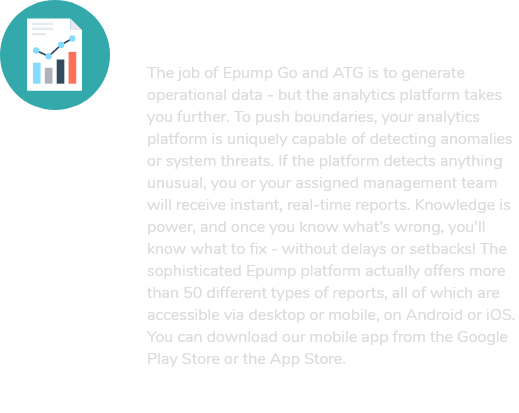 The job of Epump Go and ATG is to generate
operational data - but the analytics platform takes
you further. To push boundaries, your analytics
platform is uniquely capable of detecting anomalies
or system threats. If the platform detects anything
unusual, you or your assigned management team
will receive instant, real-time reports. Knowledge is
power, and once you know what's wrong, you'll
know what to fix - without delays or setbacks! The
sophisticated Epump platform actually offers more
than 50 different types of reports, all of which are
accessible via desktop or mobile, on Android or iOS.
You can download our mobile app from the Google
Play Store or the App Store.